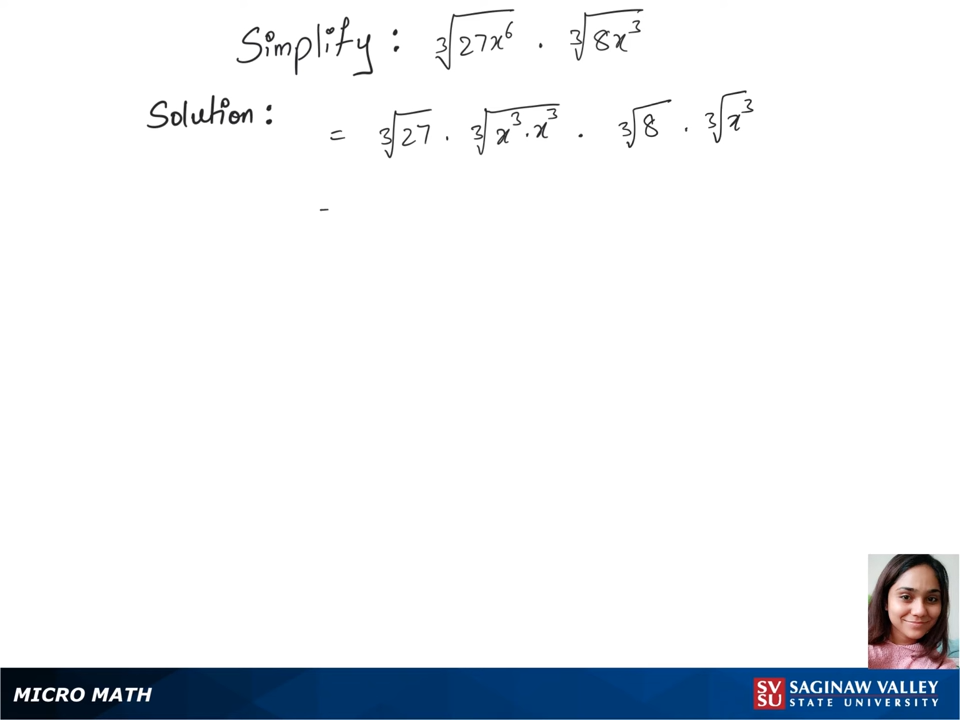 Simplify: ∛27x⁶ · ∛8x³
Solution:
= ∛27 · ∛x³·x³ · ∛8 · ∛x³
-
MICRO MATH
SV SU SAGINAW VALLEY
STATE UNIVERSITY